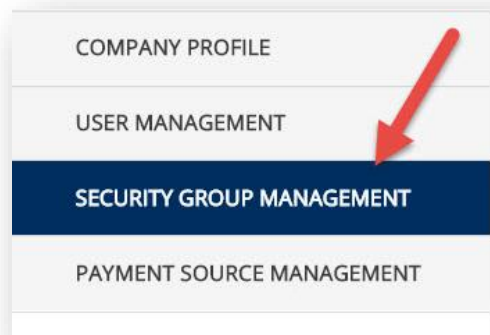 COMPANY PROFILE
USER MANAGEMENT
SECURITY GROUP MANAGEMENT
PAYMENT SOURCE MANAGEMENT